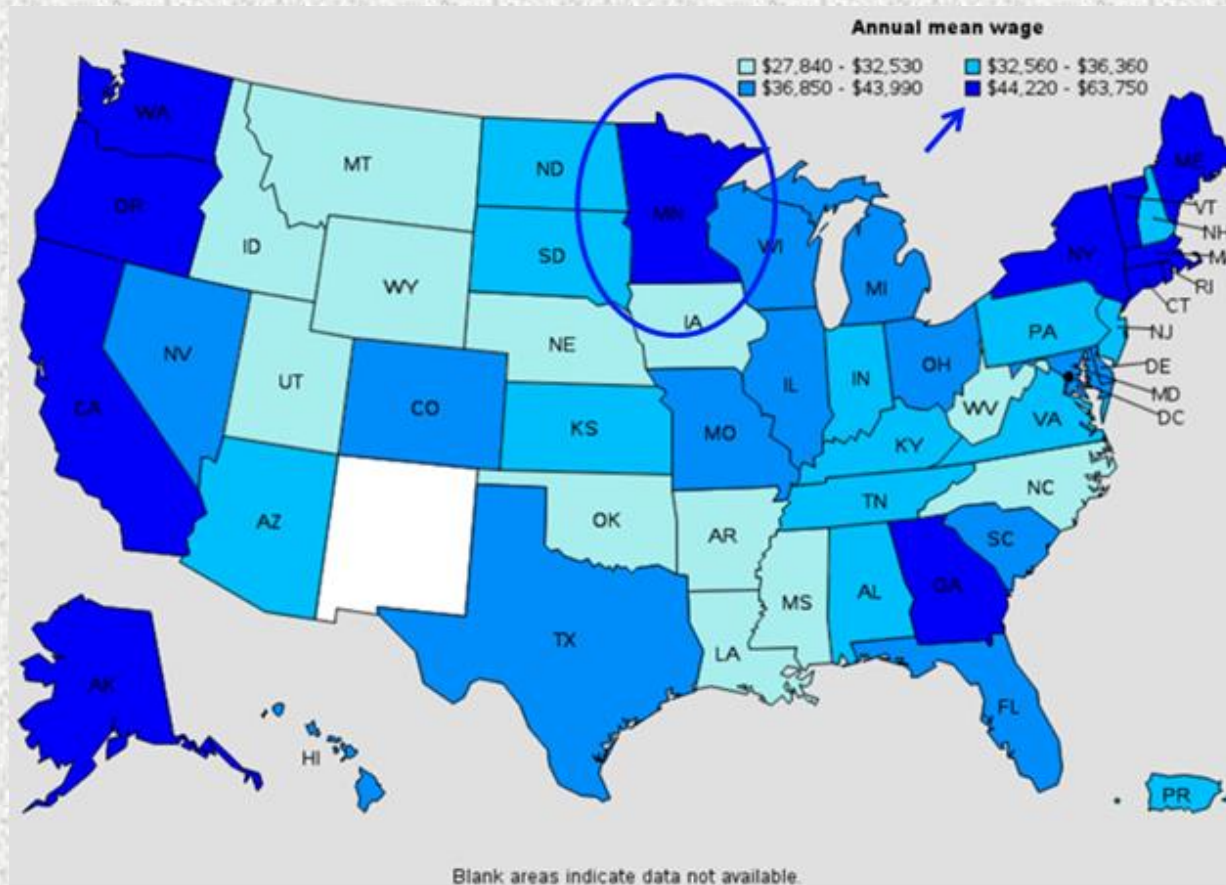 Annual mean wage
$27,840 - $32,530 $32,560 - $36,360
$36,850 - $43,990 $44,220 - $63,750
WA
MT
ND
MN
ME
OR
ID
SD
WI
VT
NH
WY
NY
M
MI
RI
CT
IA
NE
PA
NJ
NV
OH
DE
UT
IL
IN
MD
CA
CO
WV
DC
KS
MO
VA
KY
NC
AZ
TN
OK
AR
SC
MS
AL
GA
TX
LA
AK
FL
HI
PR
Blank areas indicate data not available.